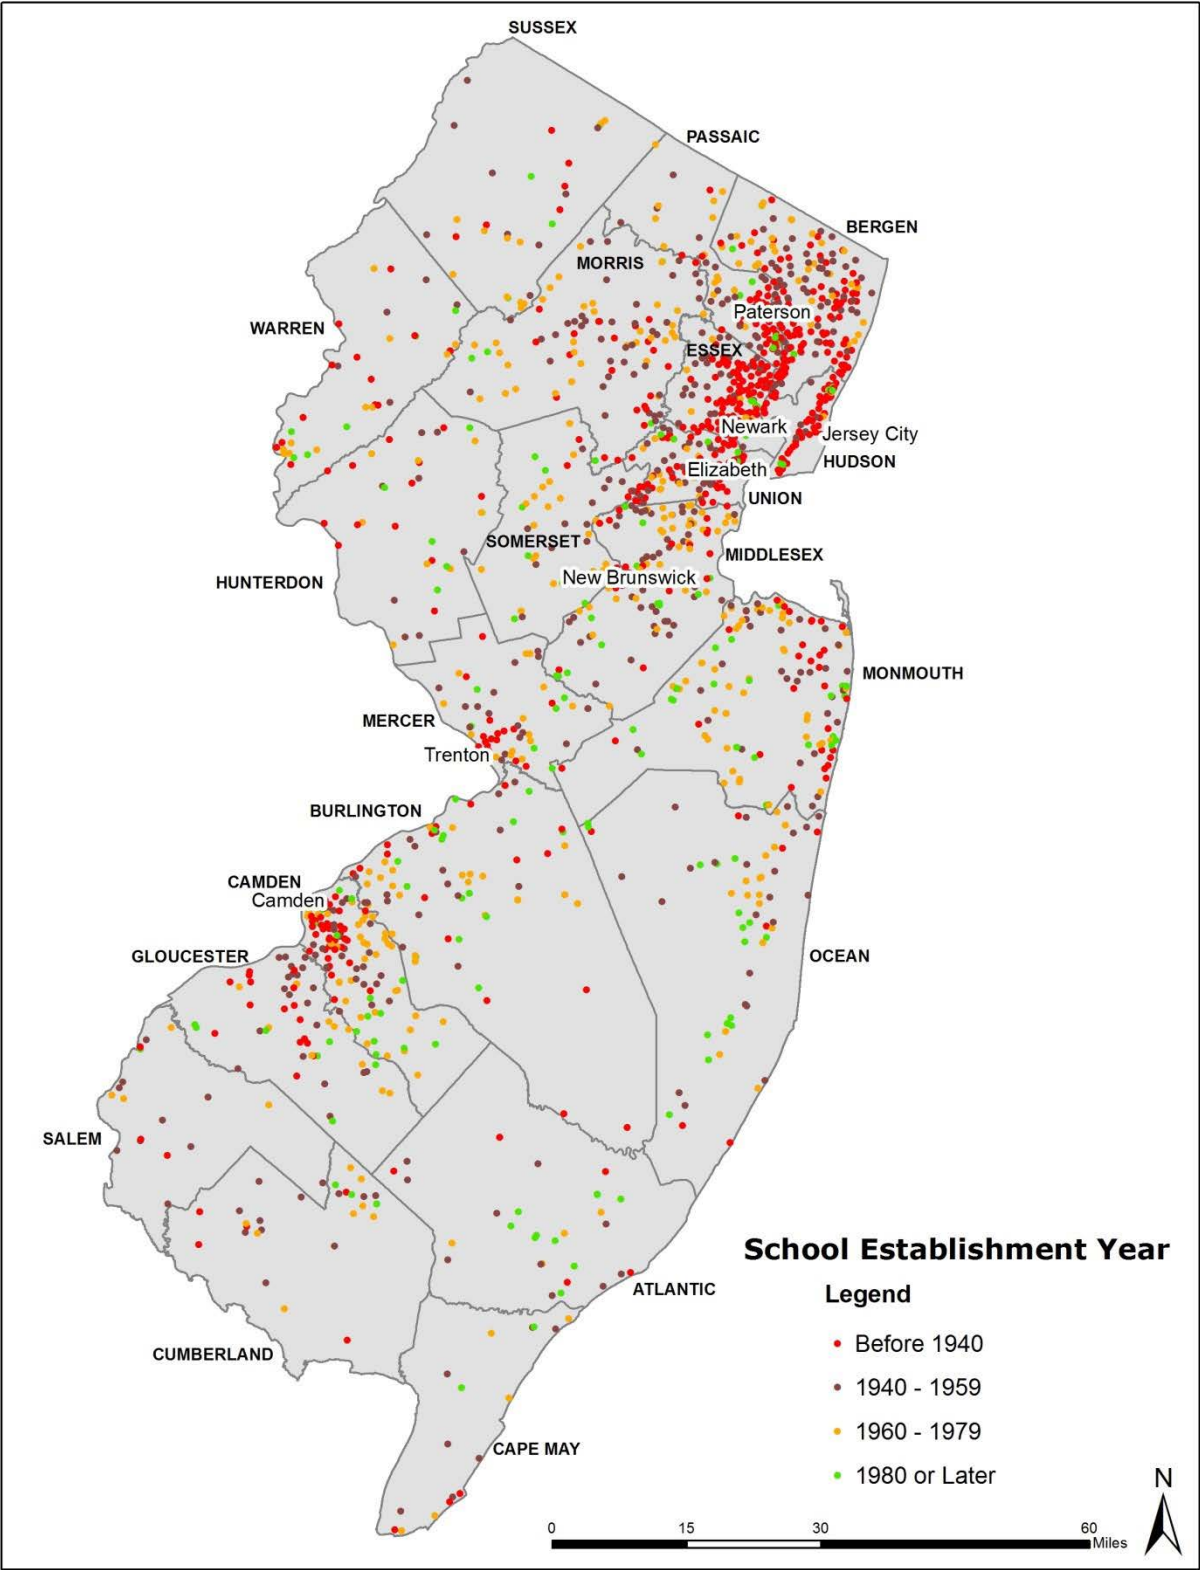 SUSSEX
PASSAIC
BERGEN
MORRIS
Paterson
WARREN
ESSEX
Newark
Jersey City
HUDSON
Elizabeth
UNION
SOMERSET
MIDDLESEX
New Brunswick
HUNTERDON
MONMOUTH
MERCER
Trenton
BURLINGTON
CAMDEN
Camden
GLOUCESTER
OCEAN
SALEM
ATLANTIC
CUMBERLAND
CAPE MAY
School Establishment Year
Legend
Before 1940
1940 - 1959
1960 - 1979
1980 or Later
N
0 15 30 60
Miles